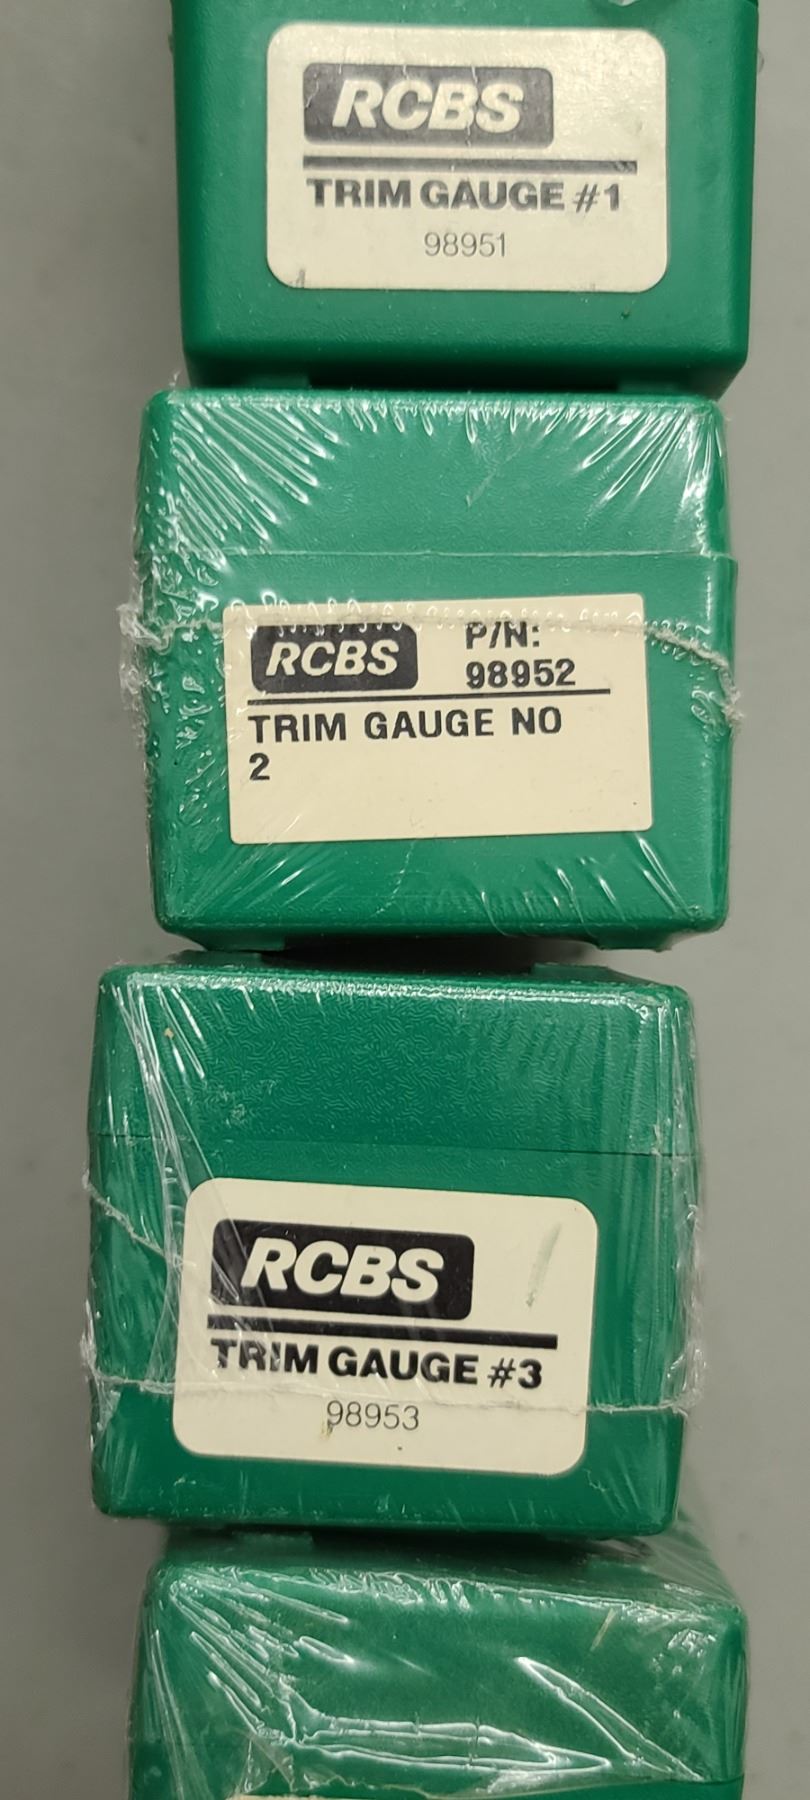 RCBS
TRIM GAUGE #1
98951
RCBS
P/N:
98952
TRIM GAUGE NO
2
RCBS
TRIM GAUGE #3
98953